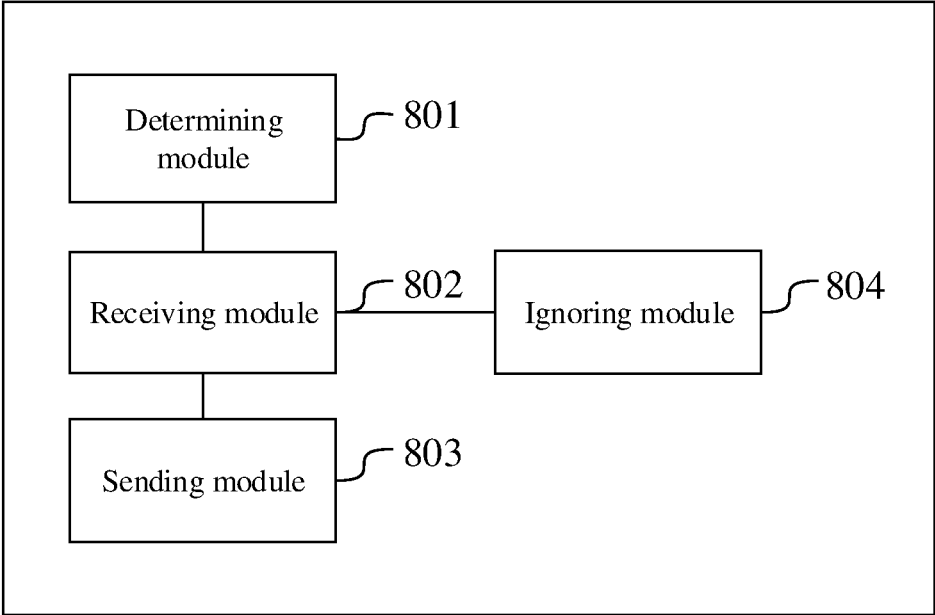 Determining
module
801
Receiving module
802
Ignoring module
804
Sending module
803